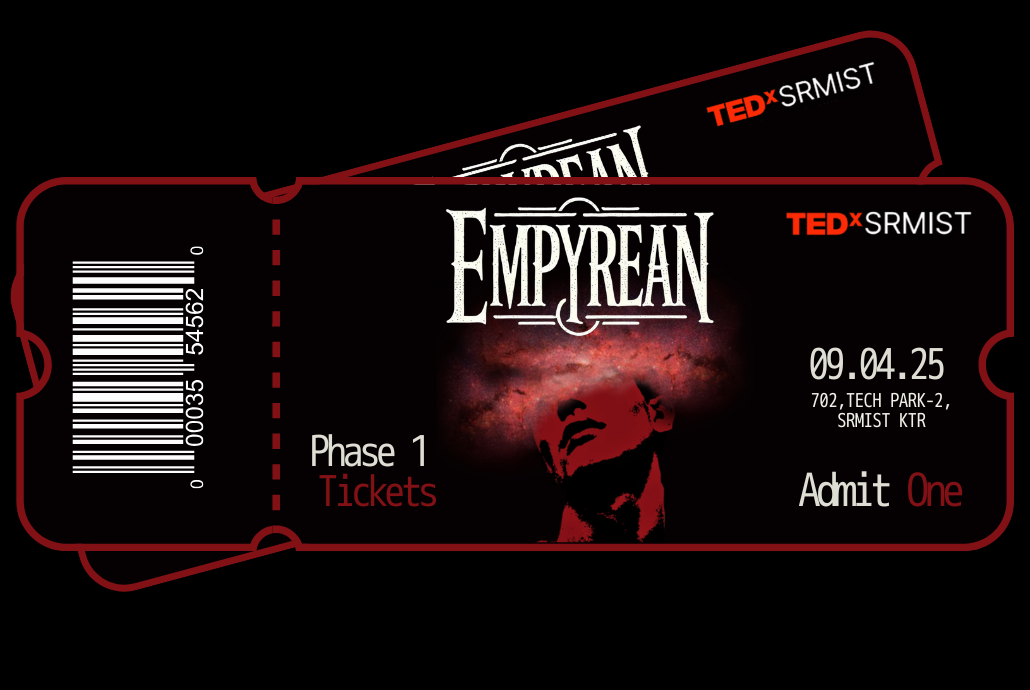 TEDxSRMIST
EMPYREAN
EMPYREAN
TEDxSRMIST
0 00035 54562 0
09.04.25
702,TECH PARK-2,
SRMIST KTR
Phase 1
Tickets
Admit One